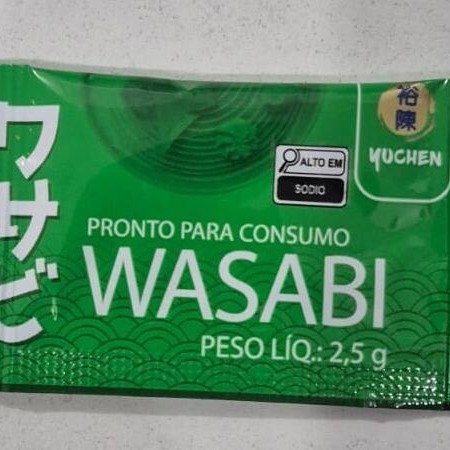 ワサビ
裕陳
YUCHEN
ALTO EM
SÓDIO
PRONTO PARA CONSUMO
WASABI
PESO LÍQ.: 2,5 g